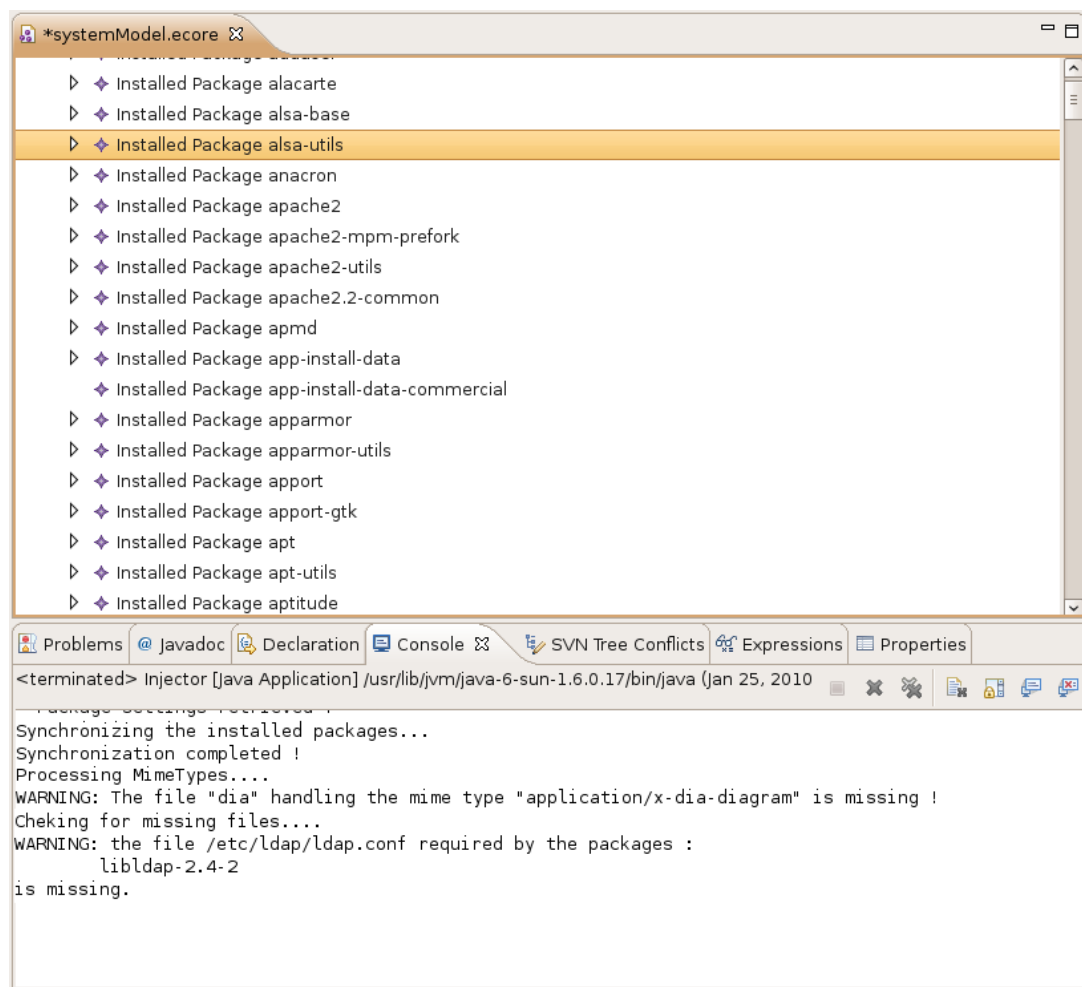 *systemModel.ecore
Installed Package alacarte
Installed Package alsa-base
Installed Package alsa-utils
Installed Package anacron
Installed Package apache2
Installed Package apache2-mpm-prefork
Installed Package apache2-utils
Installed Package apache2.2-common
Installed Package apmd
Installed Package app-install-data
Installed Package app-install-data-commercial
Installed Package apparmor
Installed Package apparmor-utils
Installed Package apport
Installed Package apport-gtk
Installed Package apt
Installed Package apt-utils
Installed Package aptitude
Problems @ Javadoc Declaration Console SVN Tree Conflicts Expressions Properties
<terminated> Injector [Java Application] /usr/lib/jvm/java-6-sun-1.6.0.17/bin/java (Jan 25, 2010
Synchronizing the installed packages...
Synchronization completed !
Processing MimeTypes....
WARNING: The file "dia" handling the mime type "application/x-dia-diagram" is missing !
Cheking for missing files....
WARNING: the file /etc/ldap/ldap.conf required by the packages :
libldap-2.4-2
is missing.